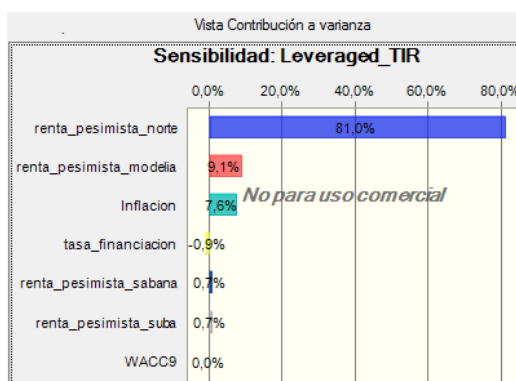 Vista Contribución a varianza
Sensibilidad: Leveraged_TIR
0,0% 20,0% 40,0% 60,0% 80,0%
renta_pesimista_norte 81,0%
renta_pesimista_modelia 9,1%
No para uso comercial
Inflacion 7,6%
tasa_financiacion -0,9%
renta_pesimista_sabana 0,7%
renta_pesimista_suba 0,7%
WACC9 0,0%